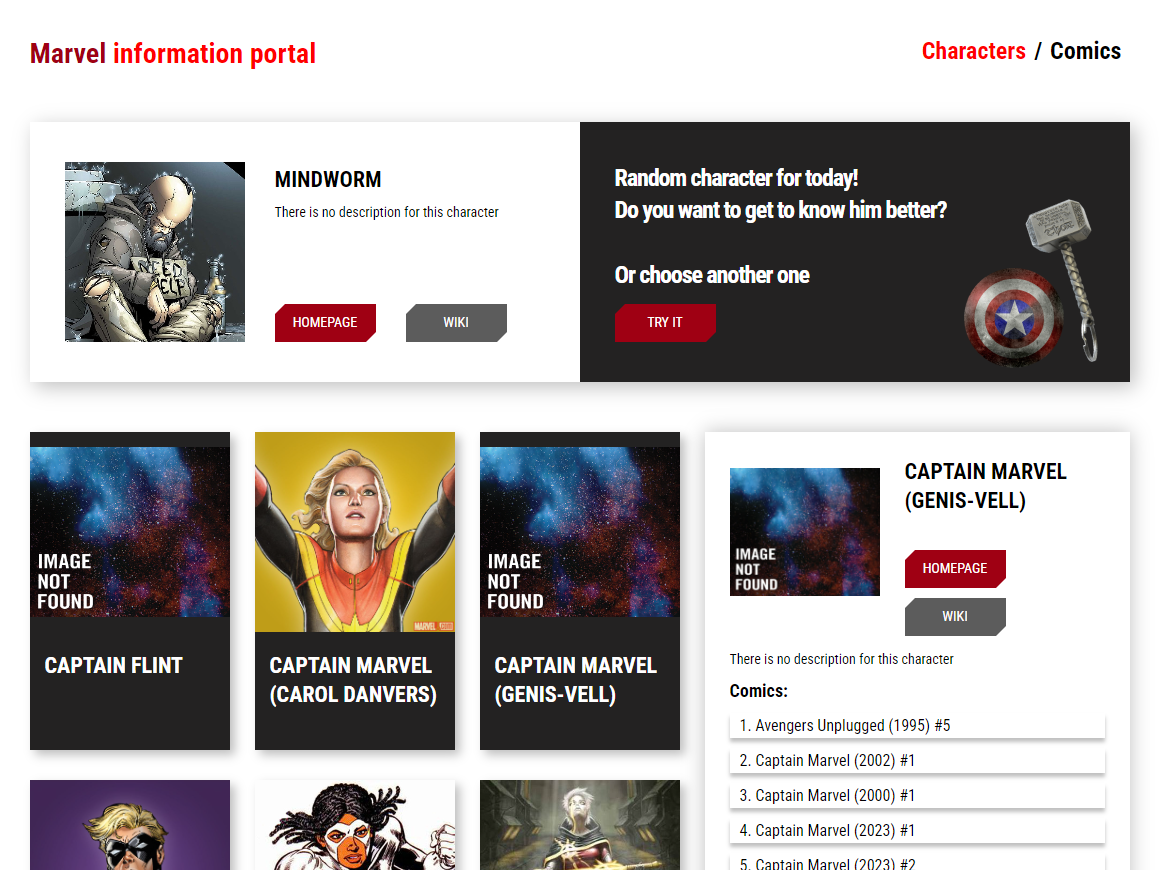 Marvel information portal
Characters / Comics
NEED
HELP
MINDWORM
There is no description for this character
HOMEPAGE
WIKI
Random character for today!
Do you want to get to know him better?
Or choose another one
TRY IT
IMAGE
NOT
FOUND
CAPTAIN FLINT
MARVEL.COM
CAPTAIN MARVEL
(CAROL DANVERS)
IMAGE
NOT
FOUND
CAPTAIN MARVEL
(GENIS-VELL)
IMAGE
NOT
FOUND
CAPTAIN MARVEL
(GENIS-VELL)
HOMEPAGE
WIKI
There is no description for this character
Comics:
1. Avengers Unplugged (1995) #5
2. Captain Marvel (2002) #1
3. Captain Marvel (2000) #1
4. Captain Marvel (2023) #1
5. Captain Marvel (2023) #2